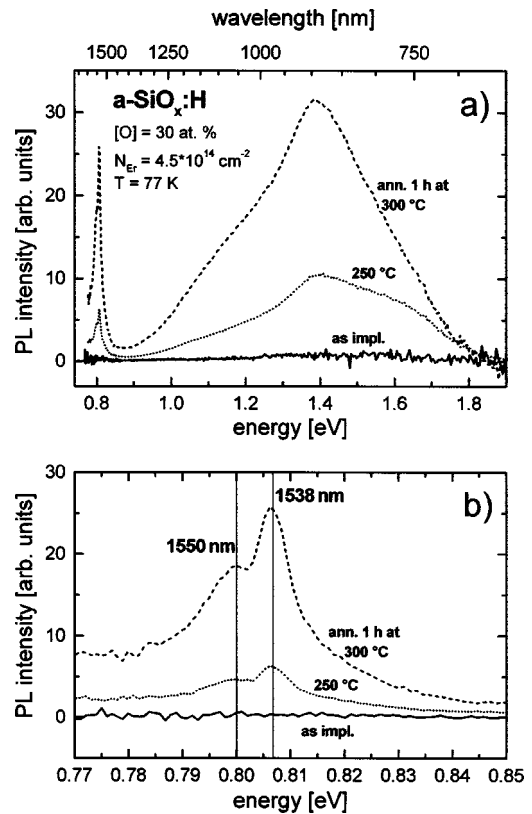 wavelength [nm]
1500 1250 1000 750
a-SiOx:H
a)
[O] = 30 at. %
NEr = 4.5*10^14 cm^-2
T = 77 K
ann. 1 h at
300 °C
250 °C
as impl.
PL intensity [arb. units]
30
20
10
0
0.8 1.0 1.2 1.4 1.6 1.8
energy [eV]
b)
1538 nm
1550 nm
ann. 1 h at
300 °C
250 °C
as impl.
PL intensity [arb. units]
30
20
10
0
0.77 0.78 0.79 0.80 0.81 0.82 0.83 0.84 0.85
energy [eV]